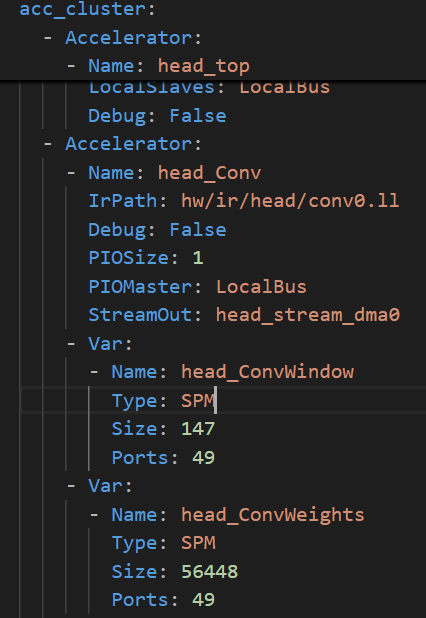 acc_cluster:
- Accelerator:
- Name: head_top
LocalSlaves: LocalBus
Debug: False
- Accelerator:
- Name: head_Conv
IrPath: hw/ir/head/conv0.ll
Debug: False
PIOSize: 1
PIOMaster: LocalBus
StreamOut: head_stream_dma0
- Var:
- Name: head_ConvWindow
Type: SPM
Size: 147
Ports: 49
- Var:
- Name: head_ConvWeights
Type: SPM
Size: 56448
Ports: 49